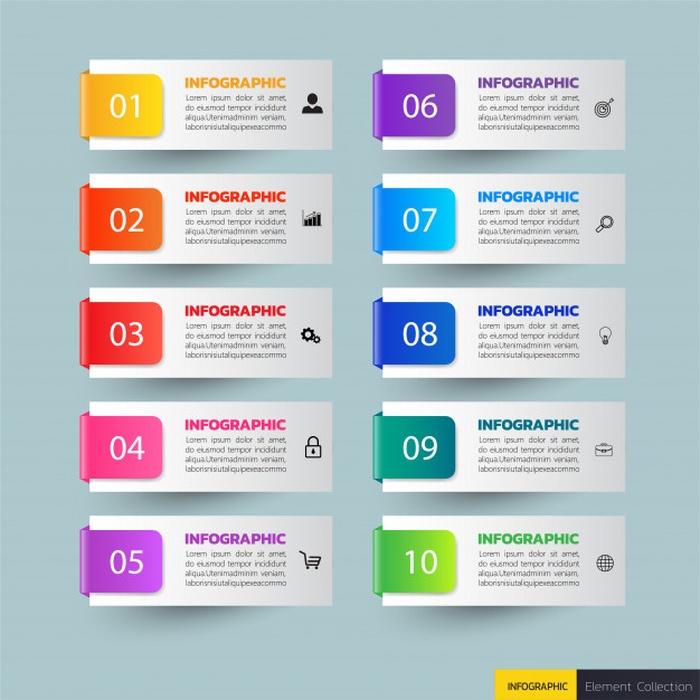 01
INFOGRAPHIC
Lorem ipsum dolor sit amet,
do eiusmod tempor incididunt
aliqua.Utenimadminim veniam,
laborisnisiutaliquipexeacommo
02
INFOGRAPHIC
Lorem ipsum dolor sit amet,
do eiusmod tempor incididunt
aliqua.Utenimadminim veniam,
laborisnisiutaliquipexeacommo
03
INFOGRAPHIC
Lorem ipsum dolor sit amet,
do eiusmod tempor incididunt
aliqua.Utenimadminim veniam,
laborisnisiutaliquipexeacommo
04
INFOGRAPHIC
Lorem ipsum dolor sit amet,
do eiusmod tempor incididunt
aliqua.Utenimadminim veniam,
laborisnisiutaliquipexeacommo
05
INFOGRAPHIC
Lorem ipsum dolor sit amet,
do eiusmod tempor incididunt
aliqua.Utenimadminim veniam,
laborisnisiutaliquipexeacommo
06
INFOGRAPHIC
Lorem ipsum dolor sit amet,
do eiusmod tempor incididunt
aliqua.Utenimadminim veniam,
laborisnisiutaliquipexeacommo
07
INFOGRAPHIC
Lorem ipsum dolor sit amet,
do eiusmod tempor incididunt
aliqua.Utenimadminim veniam,
laborisnisiutaliquipexeacommo
08
INFOGRAPHIC
Lorem ipsum dolor sit amet,
do eiusmod tempor incididunt
aliqua.Utenimadminim veniam,
laborisnisiutaliquipexeacommo
09
INFOGRAPHIC
Lorem ipsum dolor sit amet,
do eiusmod tempor incididunt
aliqua.Utenimadminim veniam,
laborisnisiutaliquipexeacommo
10
INFOGRAPHIC
Lorem ipsum dolor sit amet,
do eiusmod tempor incididunt
aliqua.Utenimadminim veniam,
laborisnisiutaliquipexeacommo
INFOGRAPHIC Element Collection